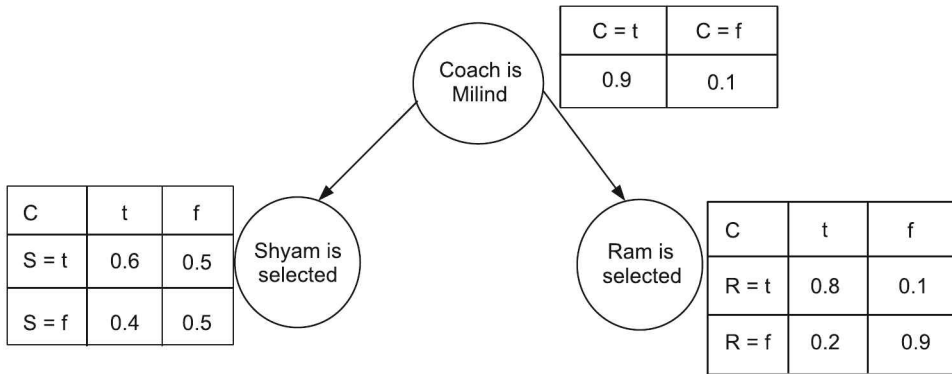 Coach is
Milind
C = t C = f
0.9 0.1
C t f
S = t 0.6 0.5
S = f 0.4 0.5
Shyam is
selected
Ram is
selected
C t f
R = t 0.8 0.1
R = f 0.2 0.9